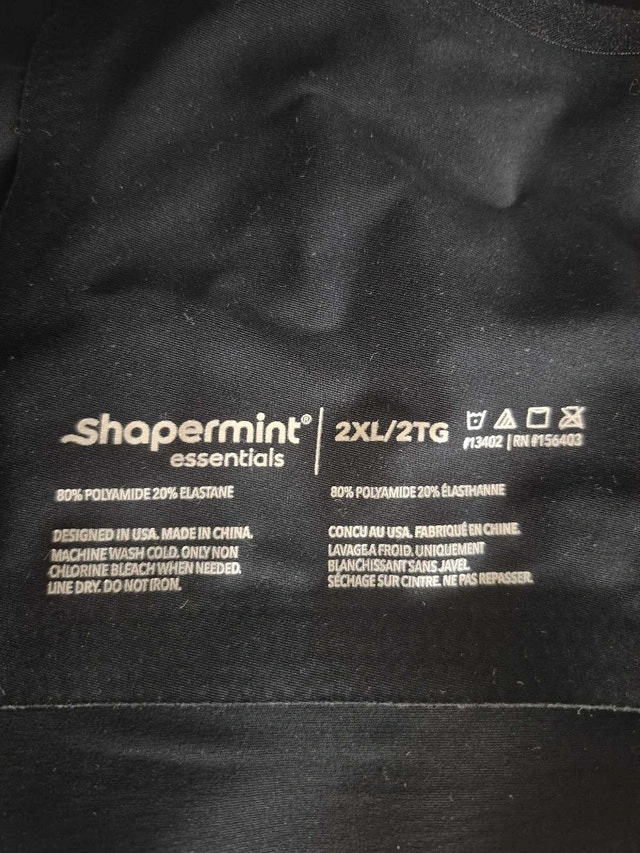 shapermint®
essentials
2XL/2TG
#13402 | RN #156403
80% POLYAMIDE 20% ELASTANE
DESIGNED IN USA. MADE IN CHINA.
MACHINE WASH COLD. ONLY NON
CHLORINE BLEACH WHEN NEEDED.
LINE DRY. DO NOT IRON.
80% POLYAMIDE 20% ÉLASTHANNE
CONCU AU USA. FABRIQUÉ EN CHINE.
LAVAGE A FROID. UNIQUEMENT
BLANCHISSANT SANS JAVEL.
SÉCHAGE SUR CINTRE. NE PAS REPASSER.